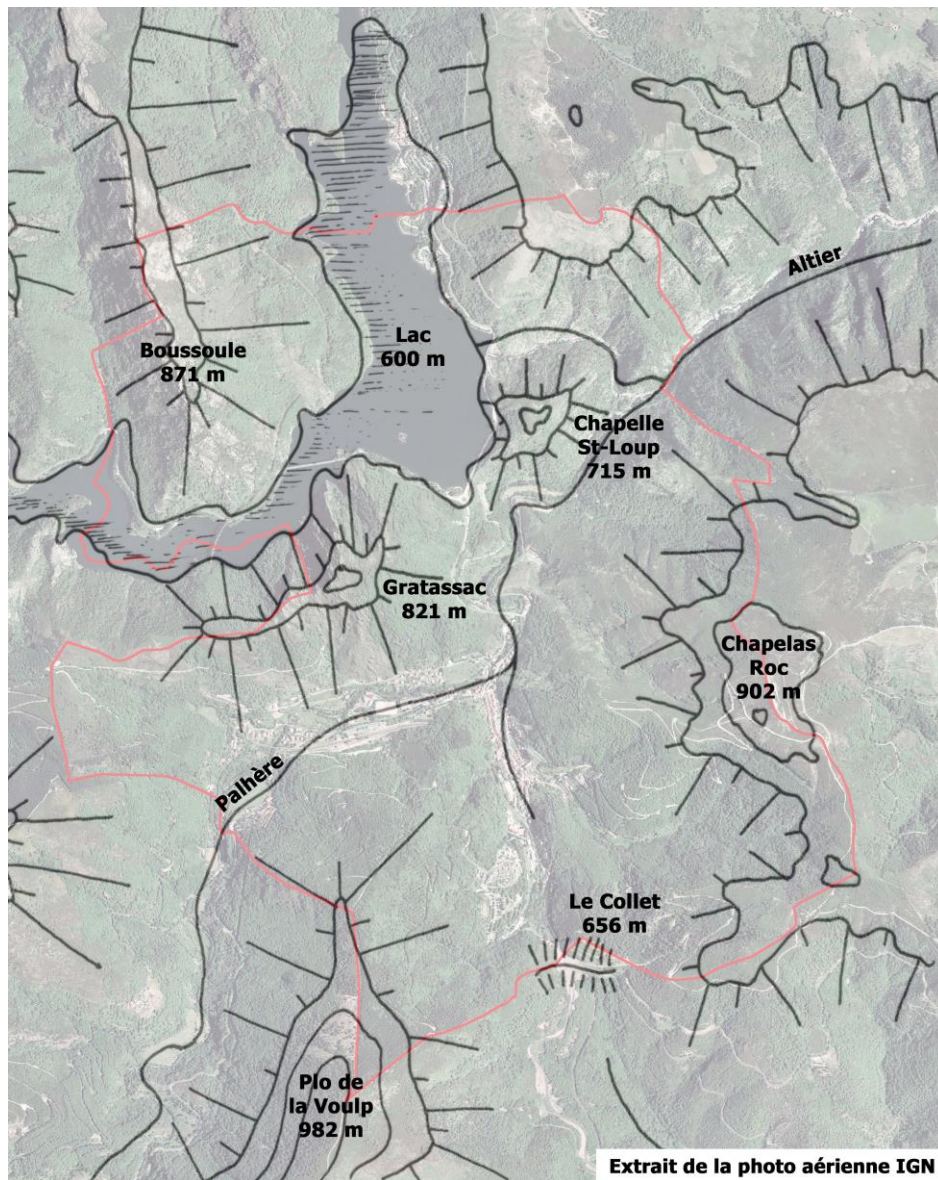 Altier
Boussoule
871 m
Lac
600 m
Chapelle
St-Loup
715 m
Gratassac
821 m
Chapelas
Roc
902 m
Palhère
Le Collet
656 m
Plo de
la Voulp
982 m
Extrait de la photo aérienne IGN